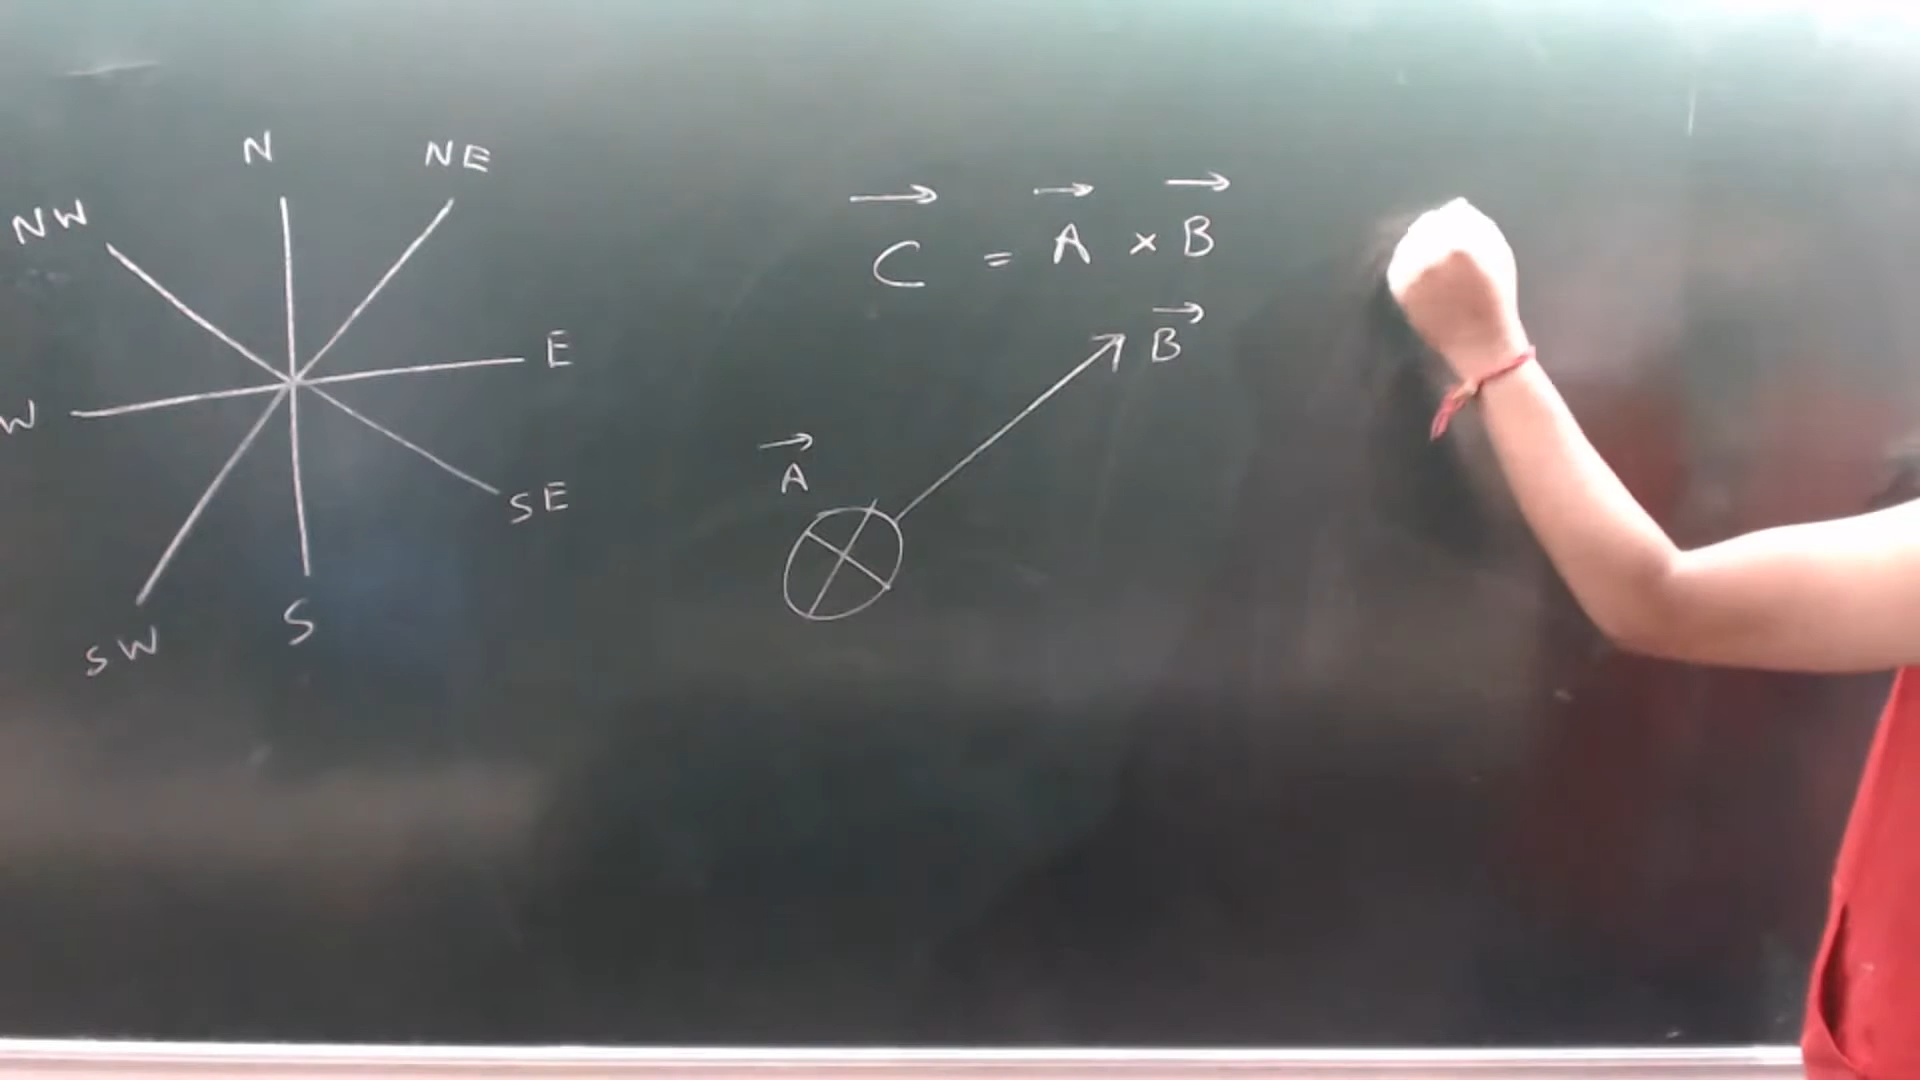 N
NE
NW
E
W
SE
S
SW
C⃗ = A⃗ × B⃗
B⃗
A⃗